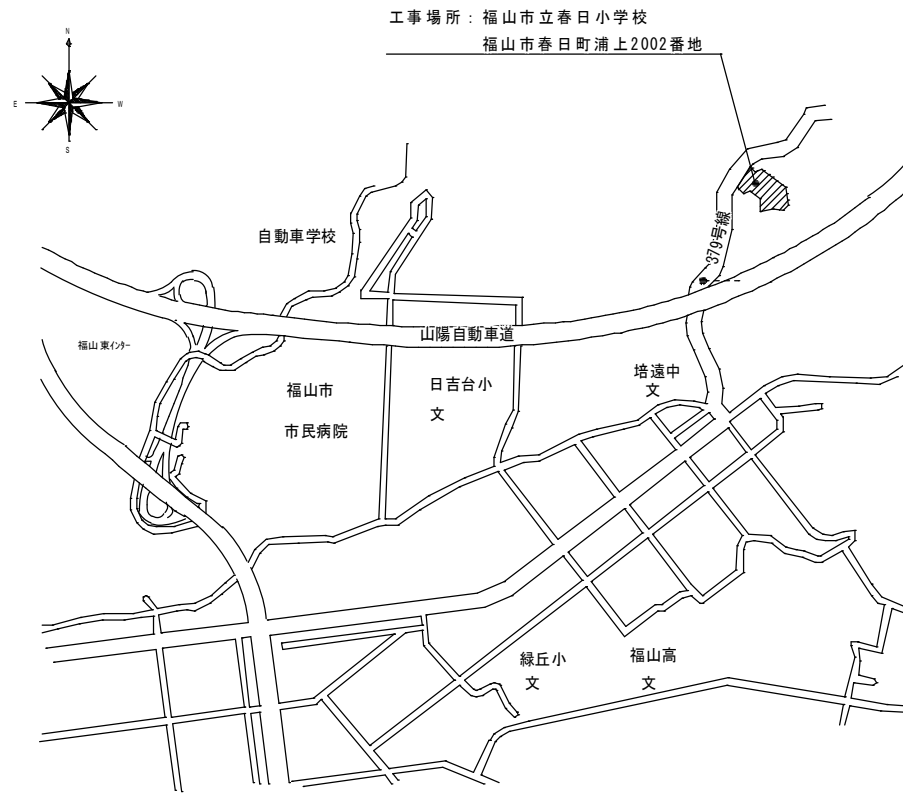 工事場所：福山市立春日小学校
福山市春日町浦上2002番地
N
E
W
S
379号線
自動車学校
山陽自動車道
福山東インター
福山市
市民病院
日吉台小
文
培遠中
文
緑丘小
文
福山高
文